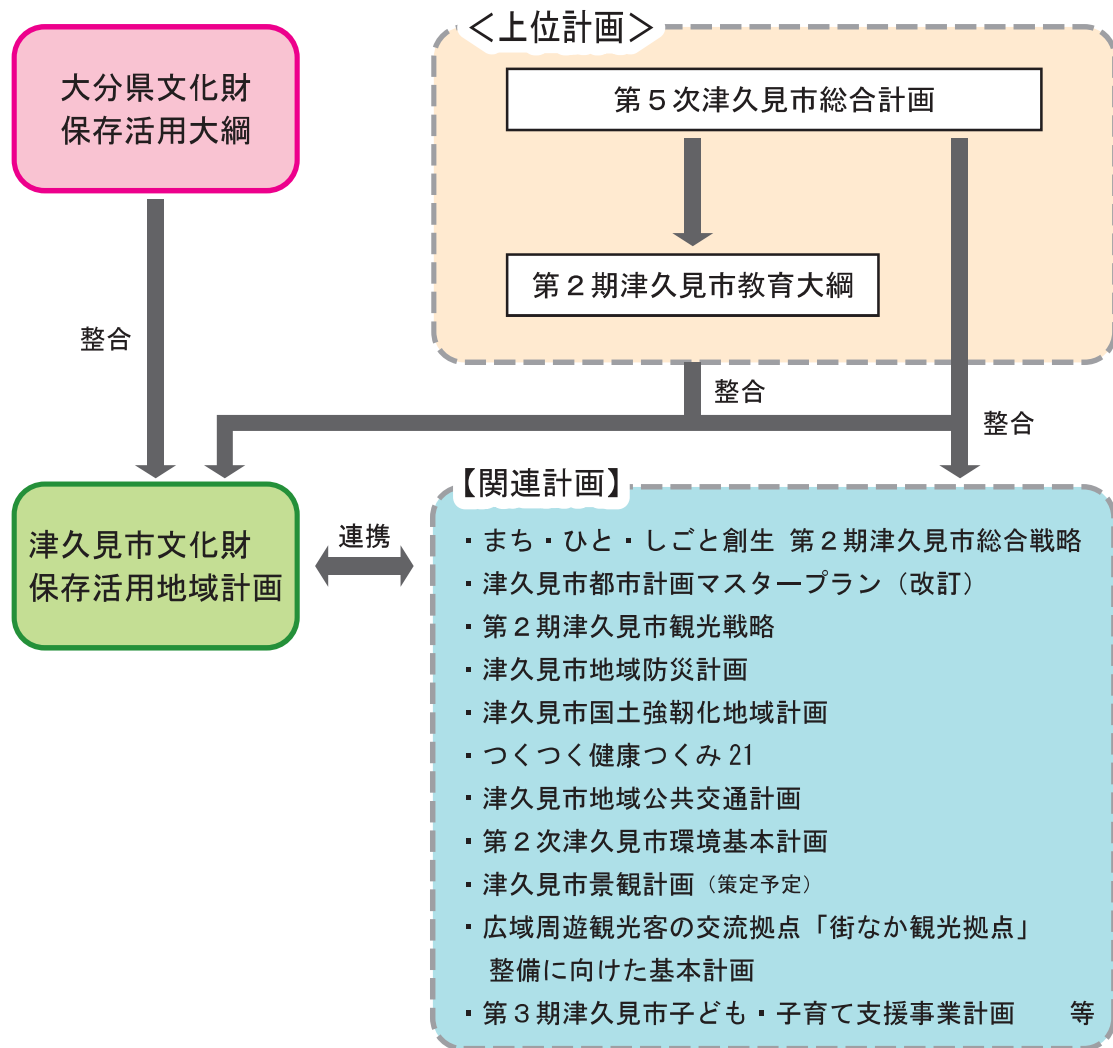 大分県文化財
保存活用大綱
<上位計画>
第5次津久見市総合計画
第2期津久見市教育大綱
整合
整合
整合
津久見市文化財
保存活用地域計画
連携
【関連計画】
・まち・ひと・しごと創生 第2期津久見市総合戦略
・津久見市都市計画マスタープラン（改訂）
・第2期津久見市観光戦略
・津久見市地域防災計画
・津久見市国土強靭化地域計画
・つくつく健康つくみ21
・津久見市地域公共交通計画
・第2次津久見市環境基本計画
・津久見市景観計画（策定予定）
・広域周遊観光客の交流拠点「街なか観光拠点」
整備に向けた基本計画
・第3期津久見市子ども・子育て支援事業計画　等